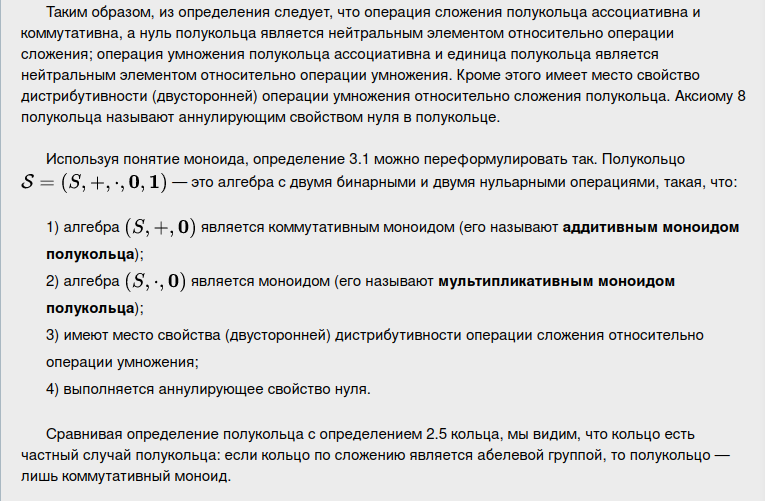 Таким образом, из определения следует, что операция сложения полукольца ассоциативна и
коммутативна, а нуль полукольца является нейтральным элементом относительно операции
сложения; операция умножения полукольца ассоциативна и единица полукольца является
нейтральным элементом относительно операции умножения. Кроме этого имеет место свойство
дистрибутивности (двусторонней) операции умножения относительно сложения полукольца. Аксиому 8
полукольца называют аннулирующим свойством нуля в полукольце.
Используя понятие моноида, определение 3.1 можно переформулировать так. Полукольцо
𝒮 = (S, +, ·, 𝟎, 𝟏) — это алгебра с двумя бинарными и двумя нульарными операциями, такая, что:
1) алгебра (S, +, 𝟎) является коммутативным моноидом (его называют аддитивным моноидом
полукольца);
2) алгебра (S, ·, 𝟎) является моноидом (его называют мультипликативным моноидом
полукольца);
3) имеют место свойства (двусторонней) дистрибутивности операции сложения относительно
операции умножения;
4) выполняется аннулирующее свойство нуля.
Сравнивая определение полукольца с определением 2.5 кольца, мы видим, что кольцо есть
частный случай полукольца: если кольцо по сложению является абелевой группой, то полукольцо —
лишь коммутативный моноид.